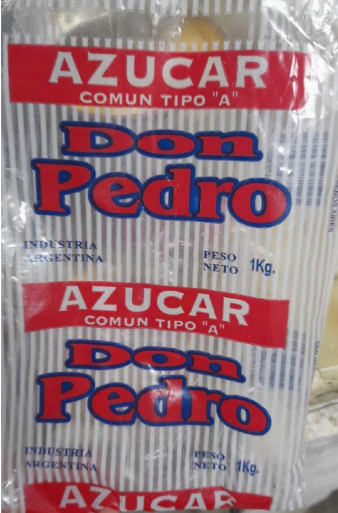 AZUCAR
COMUN TIPO "A"
Don
Pedro
INDUSTRIA
ARGENTINA
PESO
NETO 1Kg.
AZUCAR
COMUN TIPO "A"
Don
Pedro
INDUSTRIA
ARGENTINA
PESO
NETO 1Kg.
AZUCAR